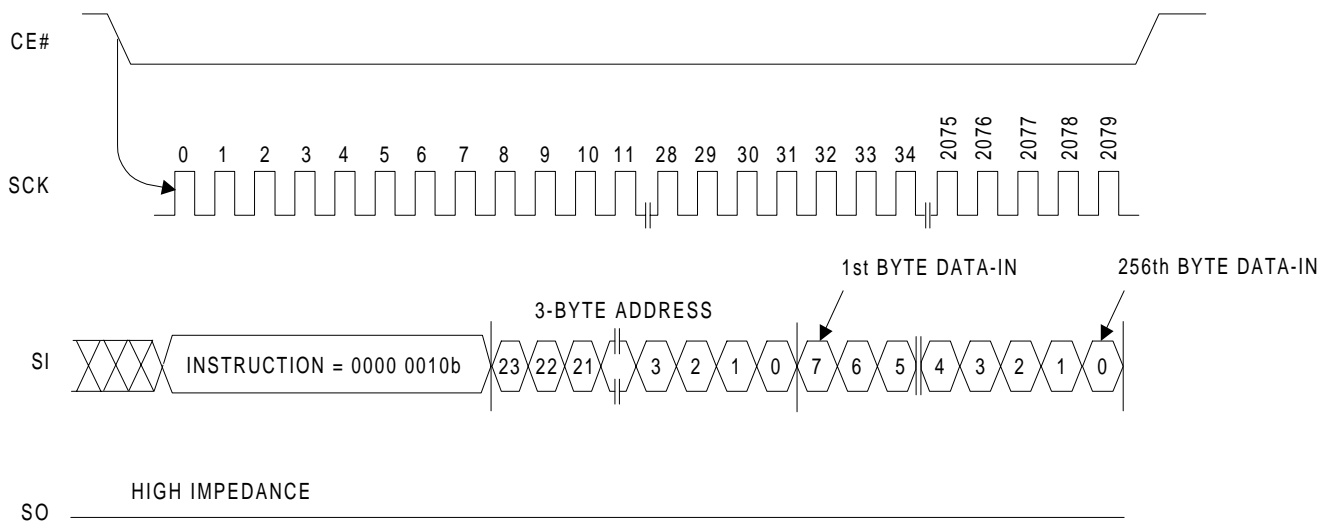 CE#
SCK
0 1 2 3 4 5 6 7 8 9 10 11 28 29 30 31 32 33 34 2075 2076 2077 2078 2079
1st BYTE DATA-IN 256th BYTE DATA-IN
3-BYTE ADDRESS
SI
INSTRUCTION = 0000 0010b 23 22 21 3 2 1 0 7 6 5 4 3 2 1 0
HIGH IMPEDANCE
SO